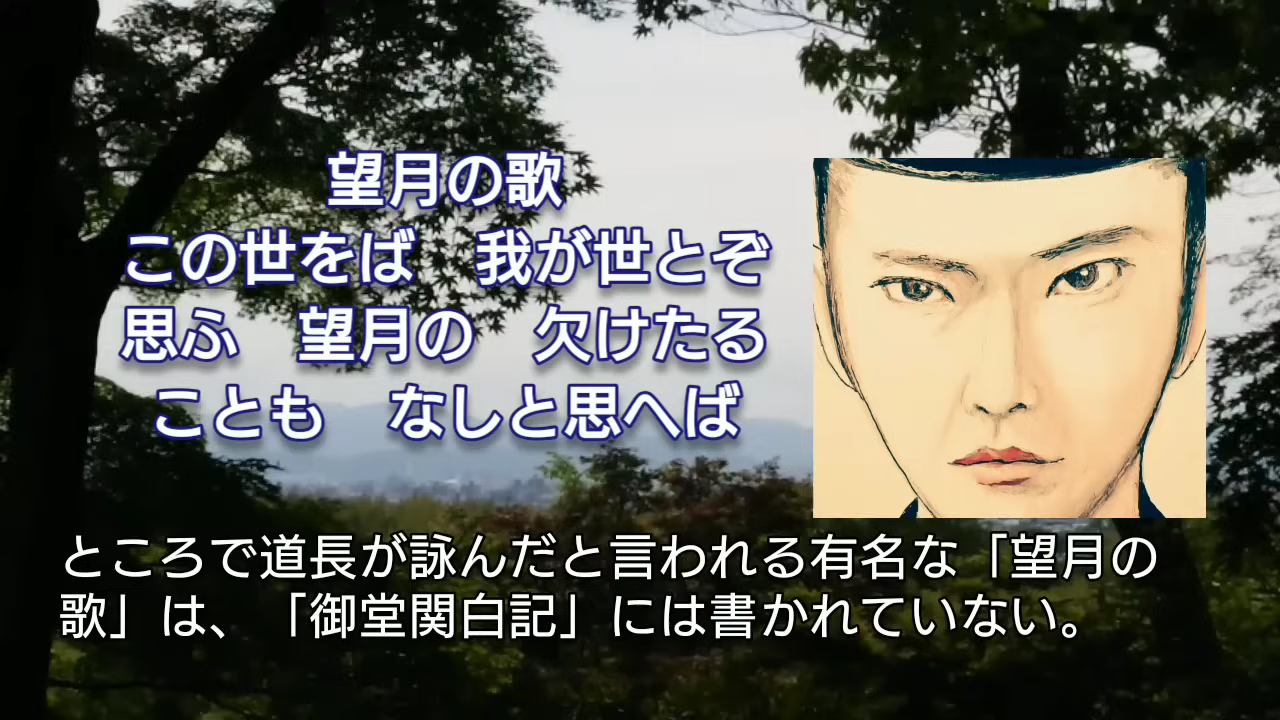 望月の歌
この世をば　我が世とぞ
思ふ　望月の　欠けたる
ことも　なしと思へば
ところで道長が詠んだと言われる有名な「望月の
歌」は、「御堂関白記」には書かれていない。